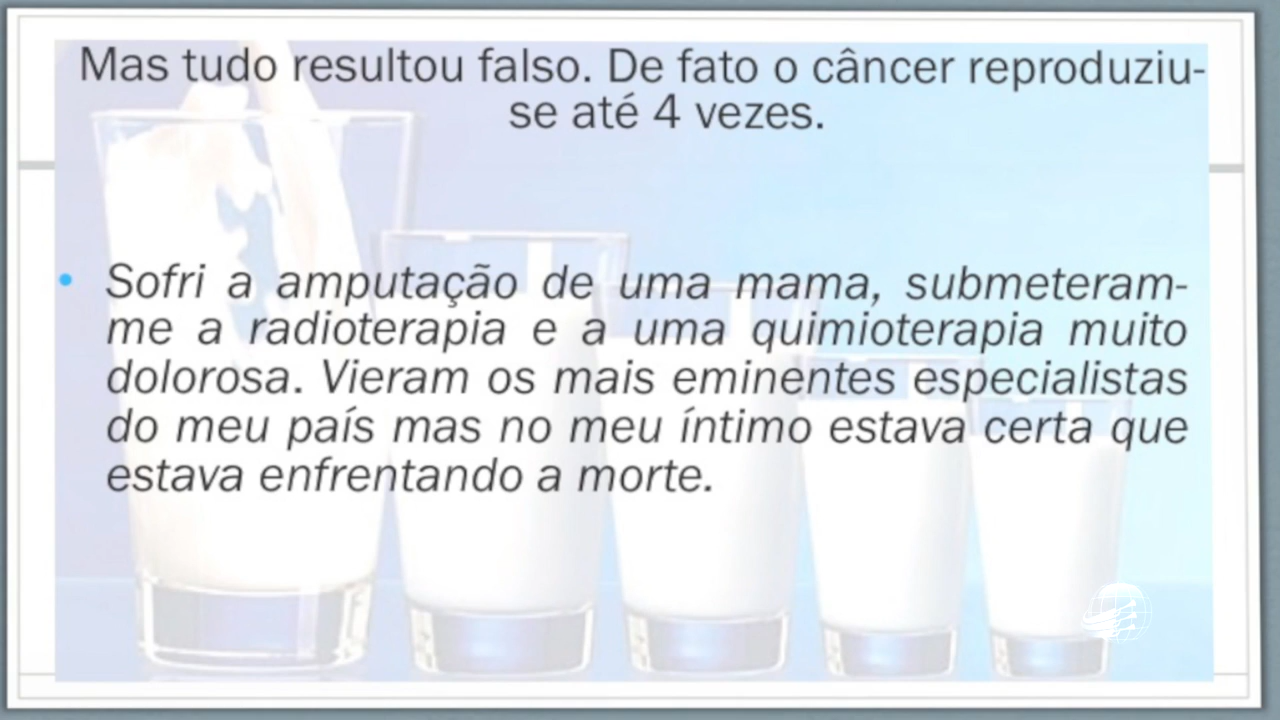 Mas tudo resultou falso. De fato o câncer reproduziu-
se até 4 vezes.
• Sofri a amputação de uma mama, submeteram-
me a radioterapia e a uma quimioterapia muito
dolorosa. Vieram os mais eminentes especialistas
do meu país mas no meu íntimo estava certa que
estava enfrentando a morte.